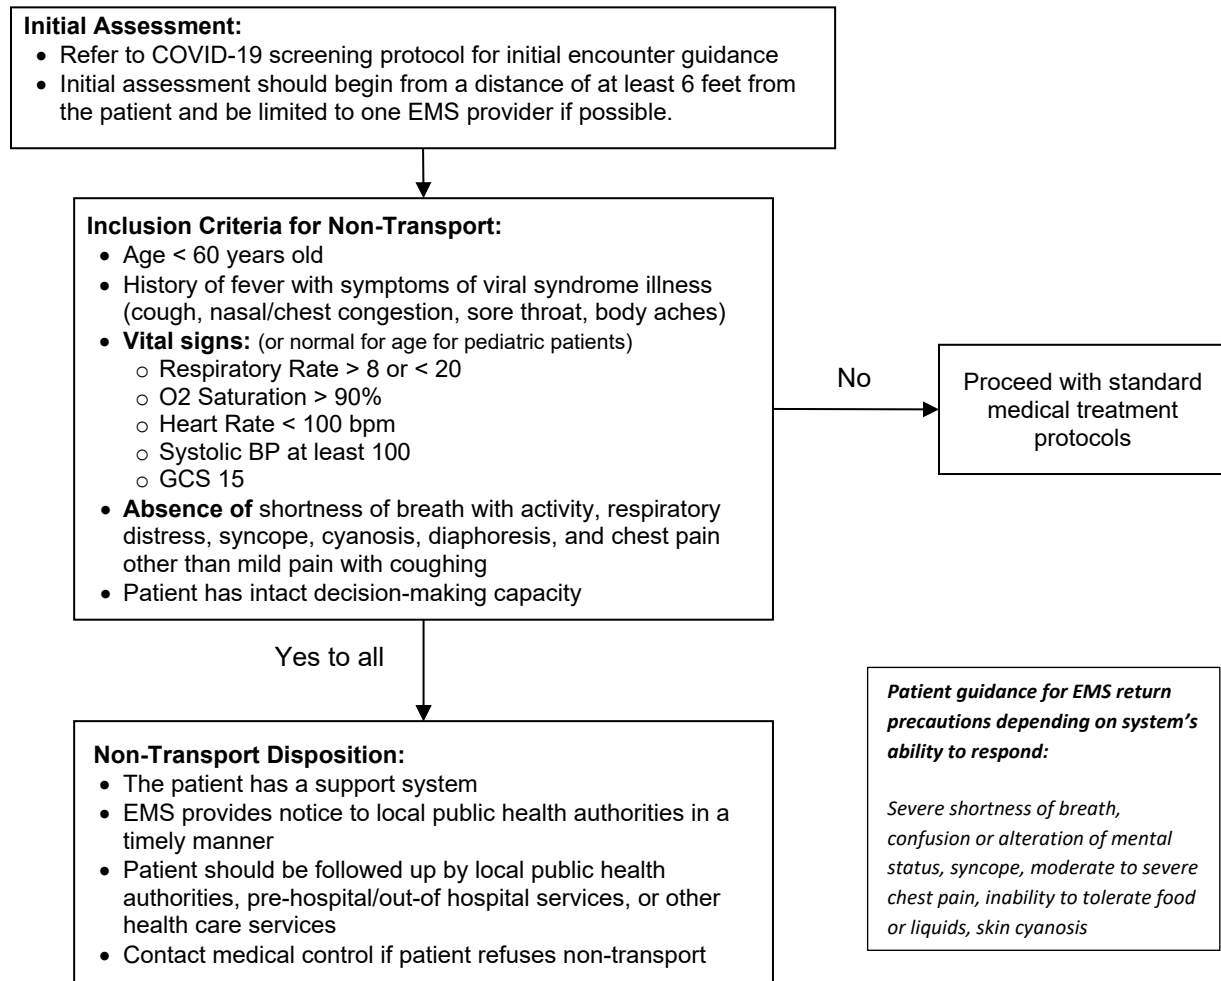 Initial Assessment:
• Refer to COVID-19 screening protocol for initial encounter guidance
• Initial assessment should begin from a distance of at least 6 feet from
the patient and be limited to one EMS provider if possible.
Inclusion Criteria for Non-Transport:
• Age < 60 years old
• History of fever with symptoms of viral syndrome illness
(cough, nasal/chest congestion, sore throat, body aches)
• Vital signs: (or normal for age for pediatric patients)
o Respiratory Rate > 8 or < 20
o O2 Saturation > 90%
o Heart Rate < 100 bpm
o Systolic BP at least 100
o GCS 15
• Absence of shortness of breath with activity, respiratory
distress, syncope, cyanosis, diaphoresis, and chest pain
other than mild pain with coughing
• Patient has intact decision-making capacity
No
Proceed with standard
medical treatment
protocols
Yes to all
Non-Transport Disposition:
• The patient has a support system
• EMS provides notice to local public health authorities in a
timely manner
• Patient should be followed up by local public health
authorities, pre-hospital/out-of hospital services, or other
health care services
• Contact medical control if patient refuses non-transport
Patient guidance for EMS return
precautions depending on system's
ability to respond:
Severe shortness of breath,
confusion or alteration of mental
status, syncope, moderate to severe
chest pain, inability to tolerate food
or liquids, skin cyanosis